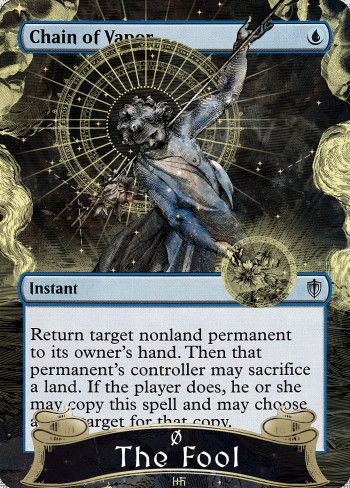 Chain of Vapor
Instant
Return target nonland permanent
to its owner's hand. Then that
permanent's controller may sacrifice
a land. If the player does, he or she
may copy this spell and may choose
a target for that copy.
Ø
The Fool